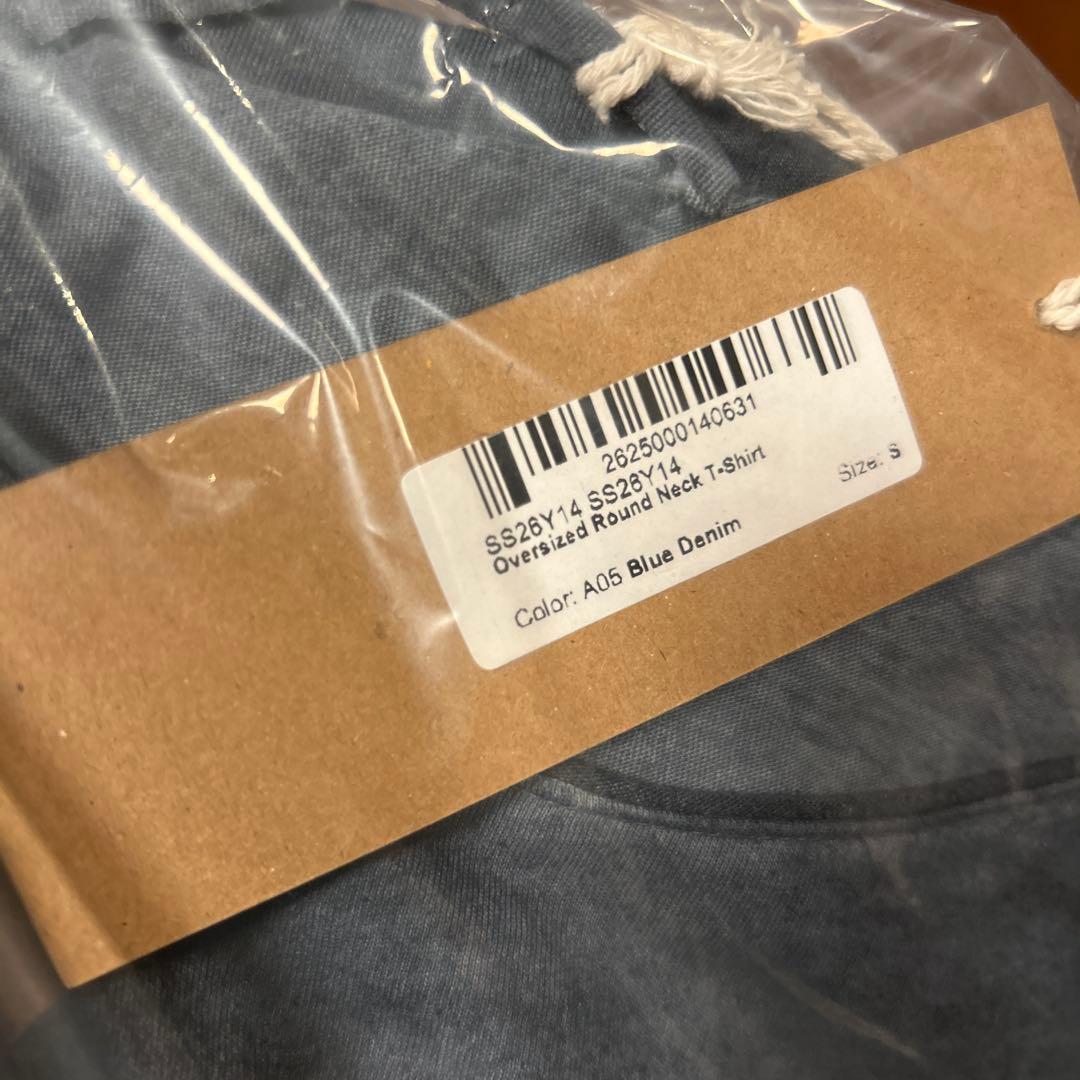 2625000140631
SS26Y14 SS26Y14
Oversized Round Neck T-Shirt
Size: S
Color: A05 Blue Denim